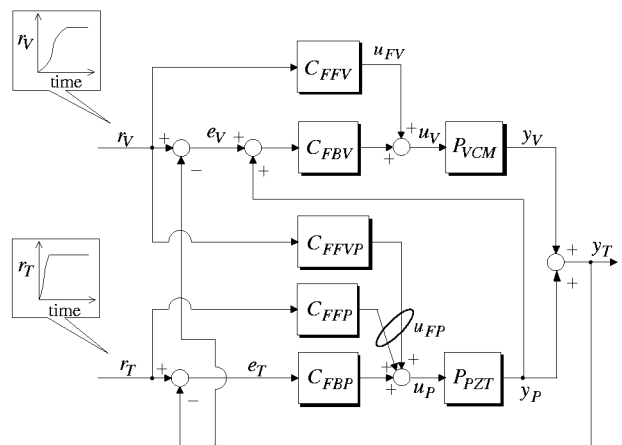 r_V
time
C_FFV
u_FV
r_V
+
−
e_V
+
+
C_FBV
+
+
u_V
P_VCM
y_V
r_T
time
C_FFVP
+
+
y_T
C_FFP
u_FP
r_T
+
−
e_T
C_FBP
+
+
+
u_P
P_PZT
y_P